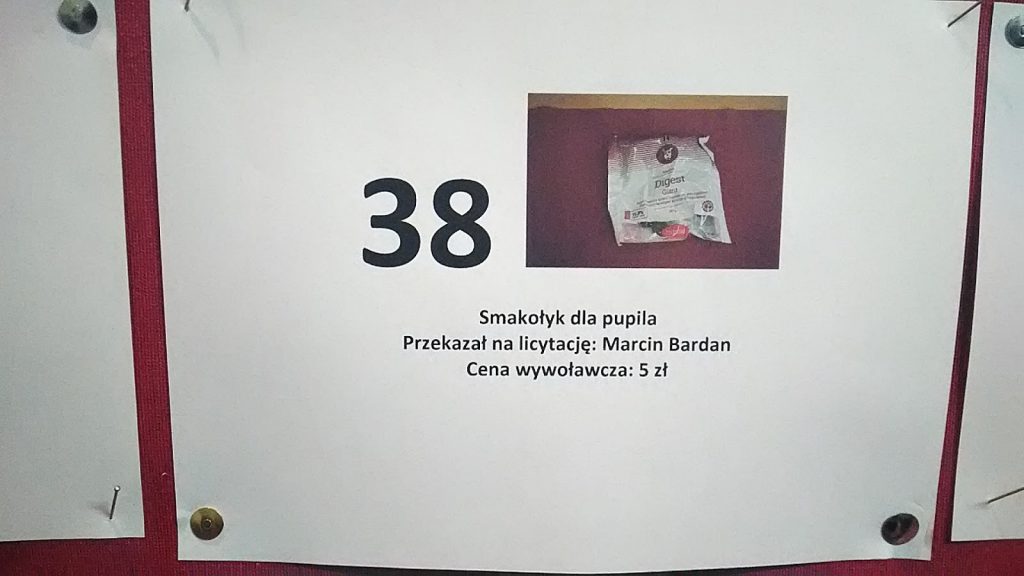 38
Digest
Smakołyk dla pupila
Przekazał na licytację: Marcin Bardan
Cena wywoławcza: 5 zł